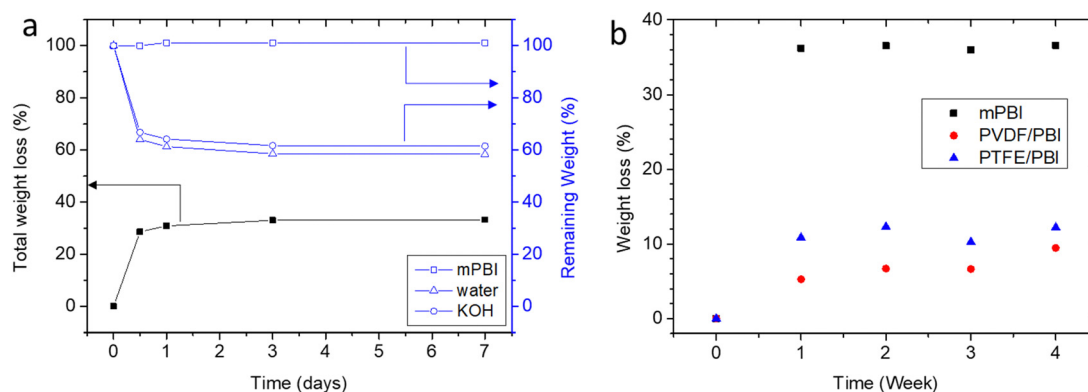 a
100
80
60
40
20
0
Total weight loss (%)
0 1 2 3 4 5 6 7
Time (days)
100
80
60
40
20
0
Remaining Weight (%)
mPBI
water
KOH
b
40
30
20
10
0
Weight loss (%)
0 1 2 3 4
Time (Week)
mPBI
PVDF/PBI
PTFE/PBI